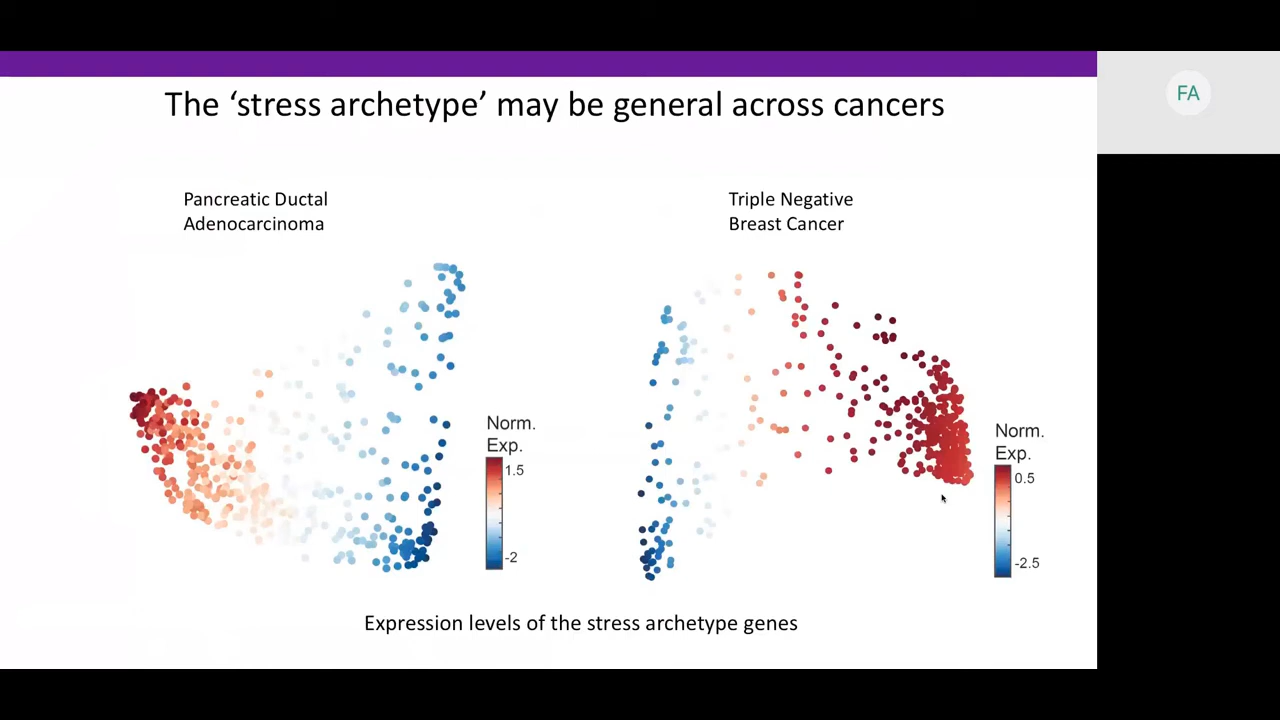 The ‘stress archetype’ may be general across cancers
FA
Pancreatic Ductal
Adenocarcinoma
Norm.
Exp.
1.5
-2
Triple Negative
Breast Cancer
Norm.
Exp.
0.5
-2.5
Expression levels of the stress archetype genes